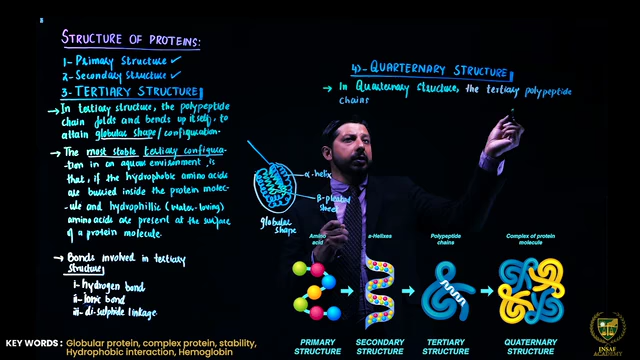 STRUCTURE OF PROTEINS:
1- Primary Structure ✓
2- Secondary Structure ✓
3- TERTIARY STRUCTURE
→ In tertiary structure, the polypeptide
chain folds and bends up itself, to
attain globular shape/configuration.
→ The most stable tertiary configura-
tion in an aquous environment is
that, if the hydrophobic amino acids
are buried inside the protein molec-
ule and hydrophillic (water-loving)
amino acids are present at the surface
of a protein molecule.
→ Bonds involved in tertiary
structure
i- hydrogen bond
ii- Ionic bond
iii- di-sulphide linkage.
α-helix
β-pleated
sheet
globular
shape
4)- QUARTERNARY STRUCTURE
→ In Quarternary structure, the tertiary polypeptide
chains
Amino
acid
α-Helixes
Polypeptide
chains
Complex of protein
molecule
PRIMARY
STRUCTURE
SECONDARY
STRUCTURE
TERTIARY
STRUCTURE
QUATERNARY
STRUCTURE
KEY WORDS : Globular protein, complex protein, stability,
Hydrophobic interaction, Hemoglobin
INSAF
ACADEMY